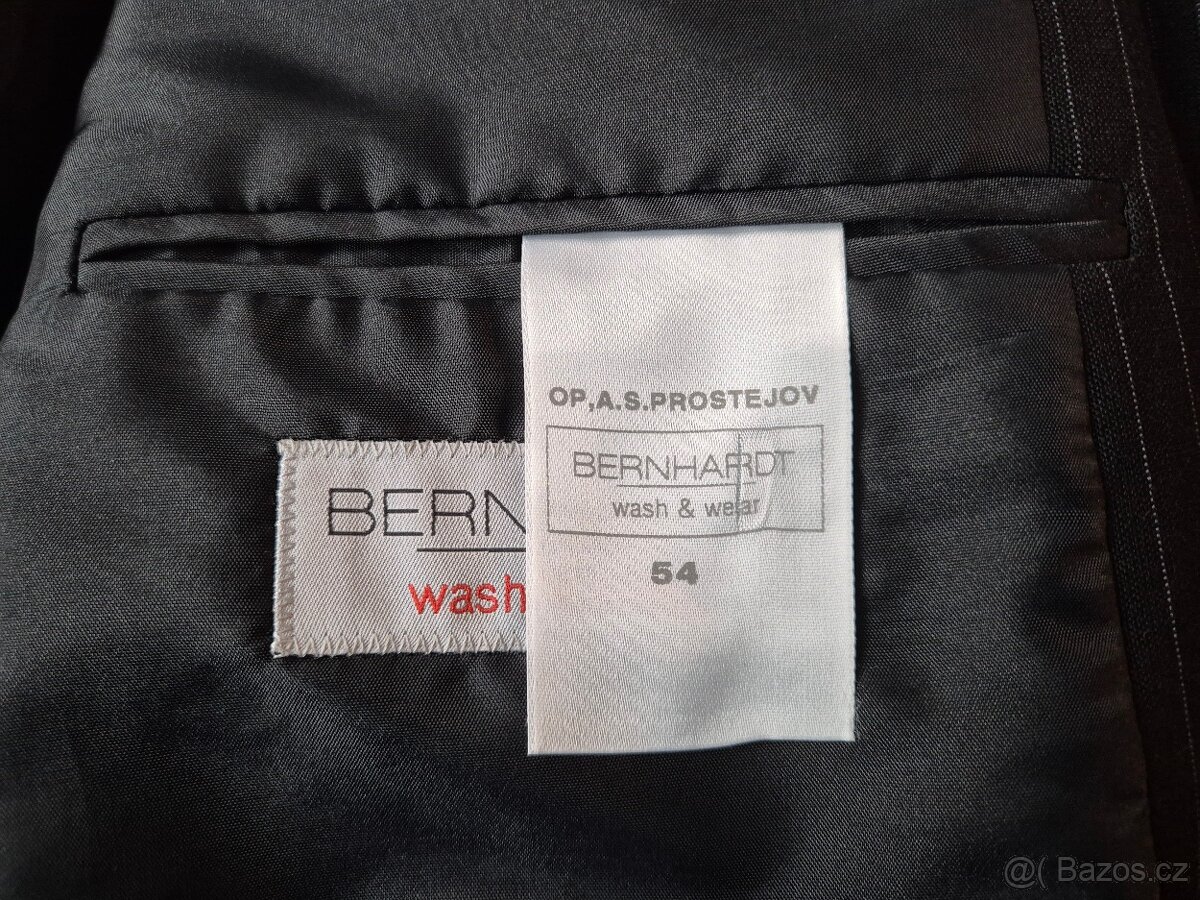 OP,A.S.PROSTEJOV
BERNHARDT
wash & wear
54
BERN
wash
@( Bazos.cz